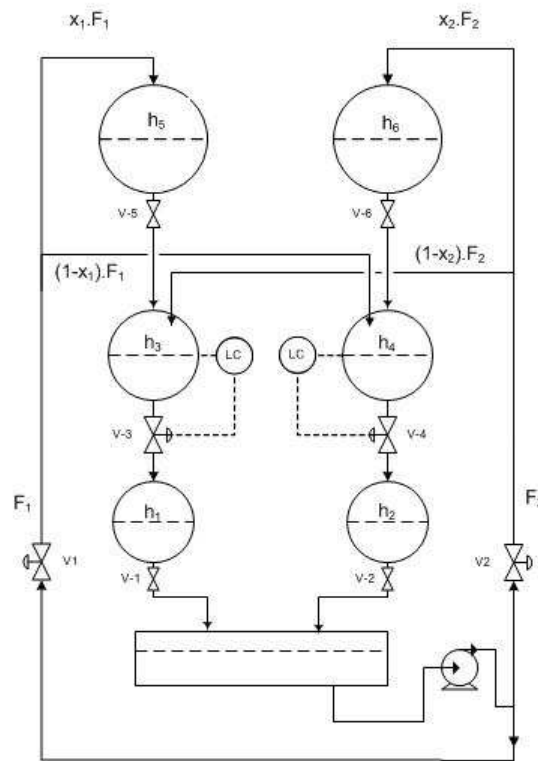 x₁.F₁
x₂.F₂
h₅
h₆
V-5
V-6
(1-x₁).F₁
(1-x₂).F₂
h₃
LC
LC
h₄
V-3
V-4
F₁
h₁
h₂
V1
V-1
V-2
V2